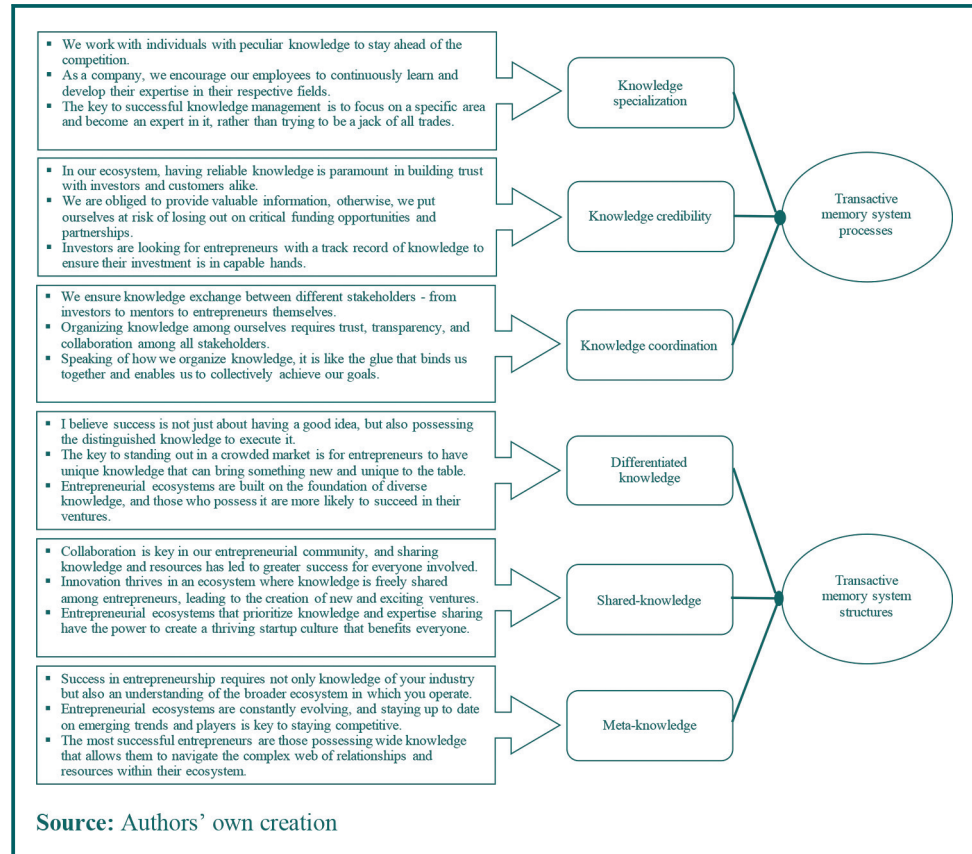 ▪ We work with individuals with peculiar knowledge to stay ahead of the
competition.
▪ As a company, we encourage our employees to continuously learn and
develop their expertise in their respective fields.
▪ The key to successful knowledge management is to focus on a specific area
and become an expert in it, rather than trying to be a jack of all trades.
Knowledge
specialization
▪ In our ecosystem, having reliable knowledge is paramount in building trust
with investors and customers alike.
▪ We are obliged to provide valuable information, otherwise, we put
ourselves at risk of losing out on critical funding opportunities and
partnerships.
▪ Investors are looking for entrepreneurs with a track record of knowledge to
ensure their investment is in capable hands.
Knowledge credibility
Transactive
memory system
processes
▪ We ensure knowledge exchange between different stakeholders - from
investors to mentors to entrepreneurs themselves.
▪ Organizing knowledge among ourselves requires trust, transparency, and
collaboration among all stakeholders.
▪ Speaking of how we organize knowledge, it is like the glue that binds us
together and enables us to collectively achieve our goals.
Knowledge coordination
▪ I believe success is not just about having a good idea, but also possessing
the distinguished knowledge to execute it.
▪ The key to standing out in a crowded market is for entrepreneurs to have
unique knowledge that can bring something new and unique to the table.
▪ Entrepreneurial ecosystems are built on the foundation of diverse
knowledge, and those who possess it are more likely to succeed in their
ventures.
Differentiated
knowledge
▪ Collaboration is key in our entrepreneurial community, and sharing
knowledge and resources has led to greater success for everyone involved.
▪ Innovation thrives in an ecosystem where knowledge is freely shared
among entrepreneurs, leading to the creation of new and exciting ventures.
▪ Entrepreneurial ecosystems that prioritize knowledge and expertise sharing
have the power to create a thriving startup culture that benefits everyone.
Shared-knowledge
Transactive
memory system
structures
▪ Success in entrepreneurship requires not only knowledge of your industry
but also an understanding of the broader ecosystem in which you operate.
▪ Entrepreneurial ecosystems are constantly evolving, and staying up to date
on emerging trends and players is key to staying competitive.
▪ The most successful entrepreneurs are those possessing wide knowledge
that allows them to navigate the complex web of relationships and
resources within their ecosystem.
Meta-knowledge
Source: Authors’ own creation